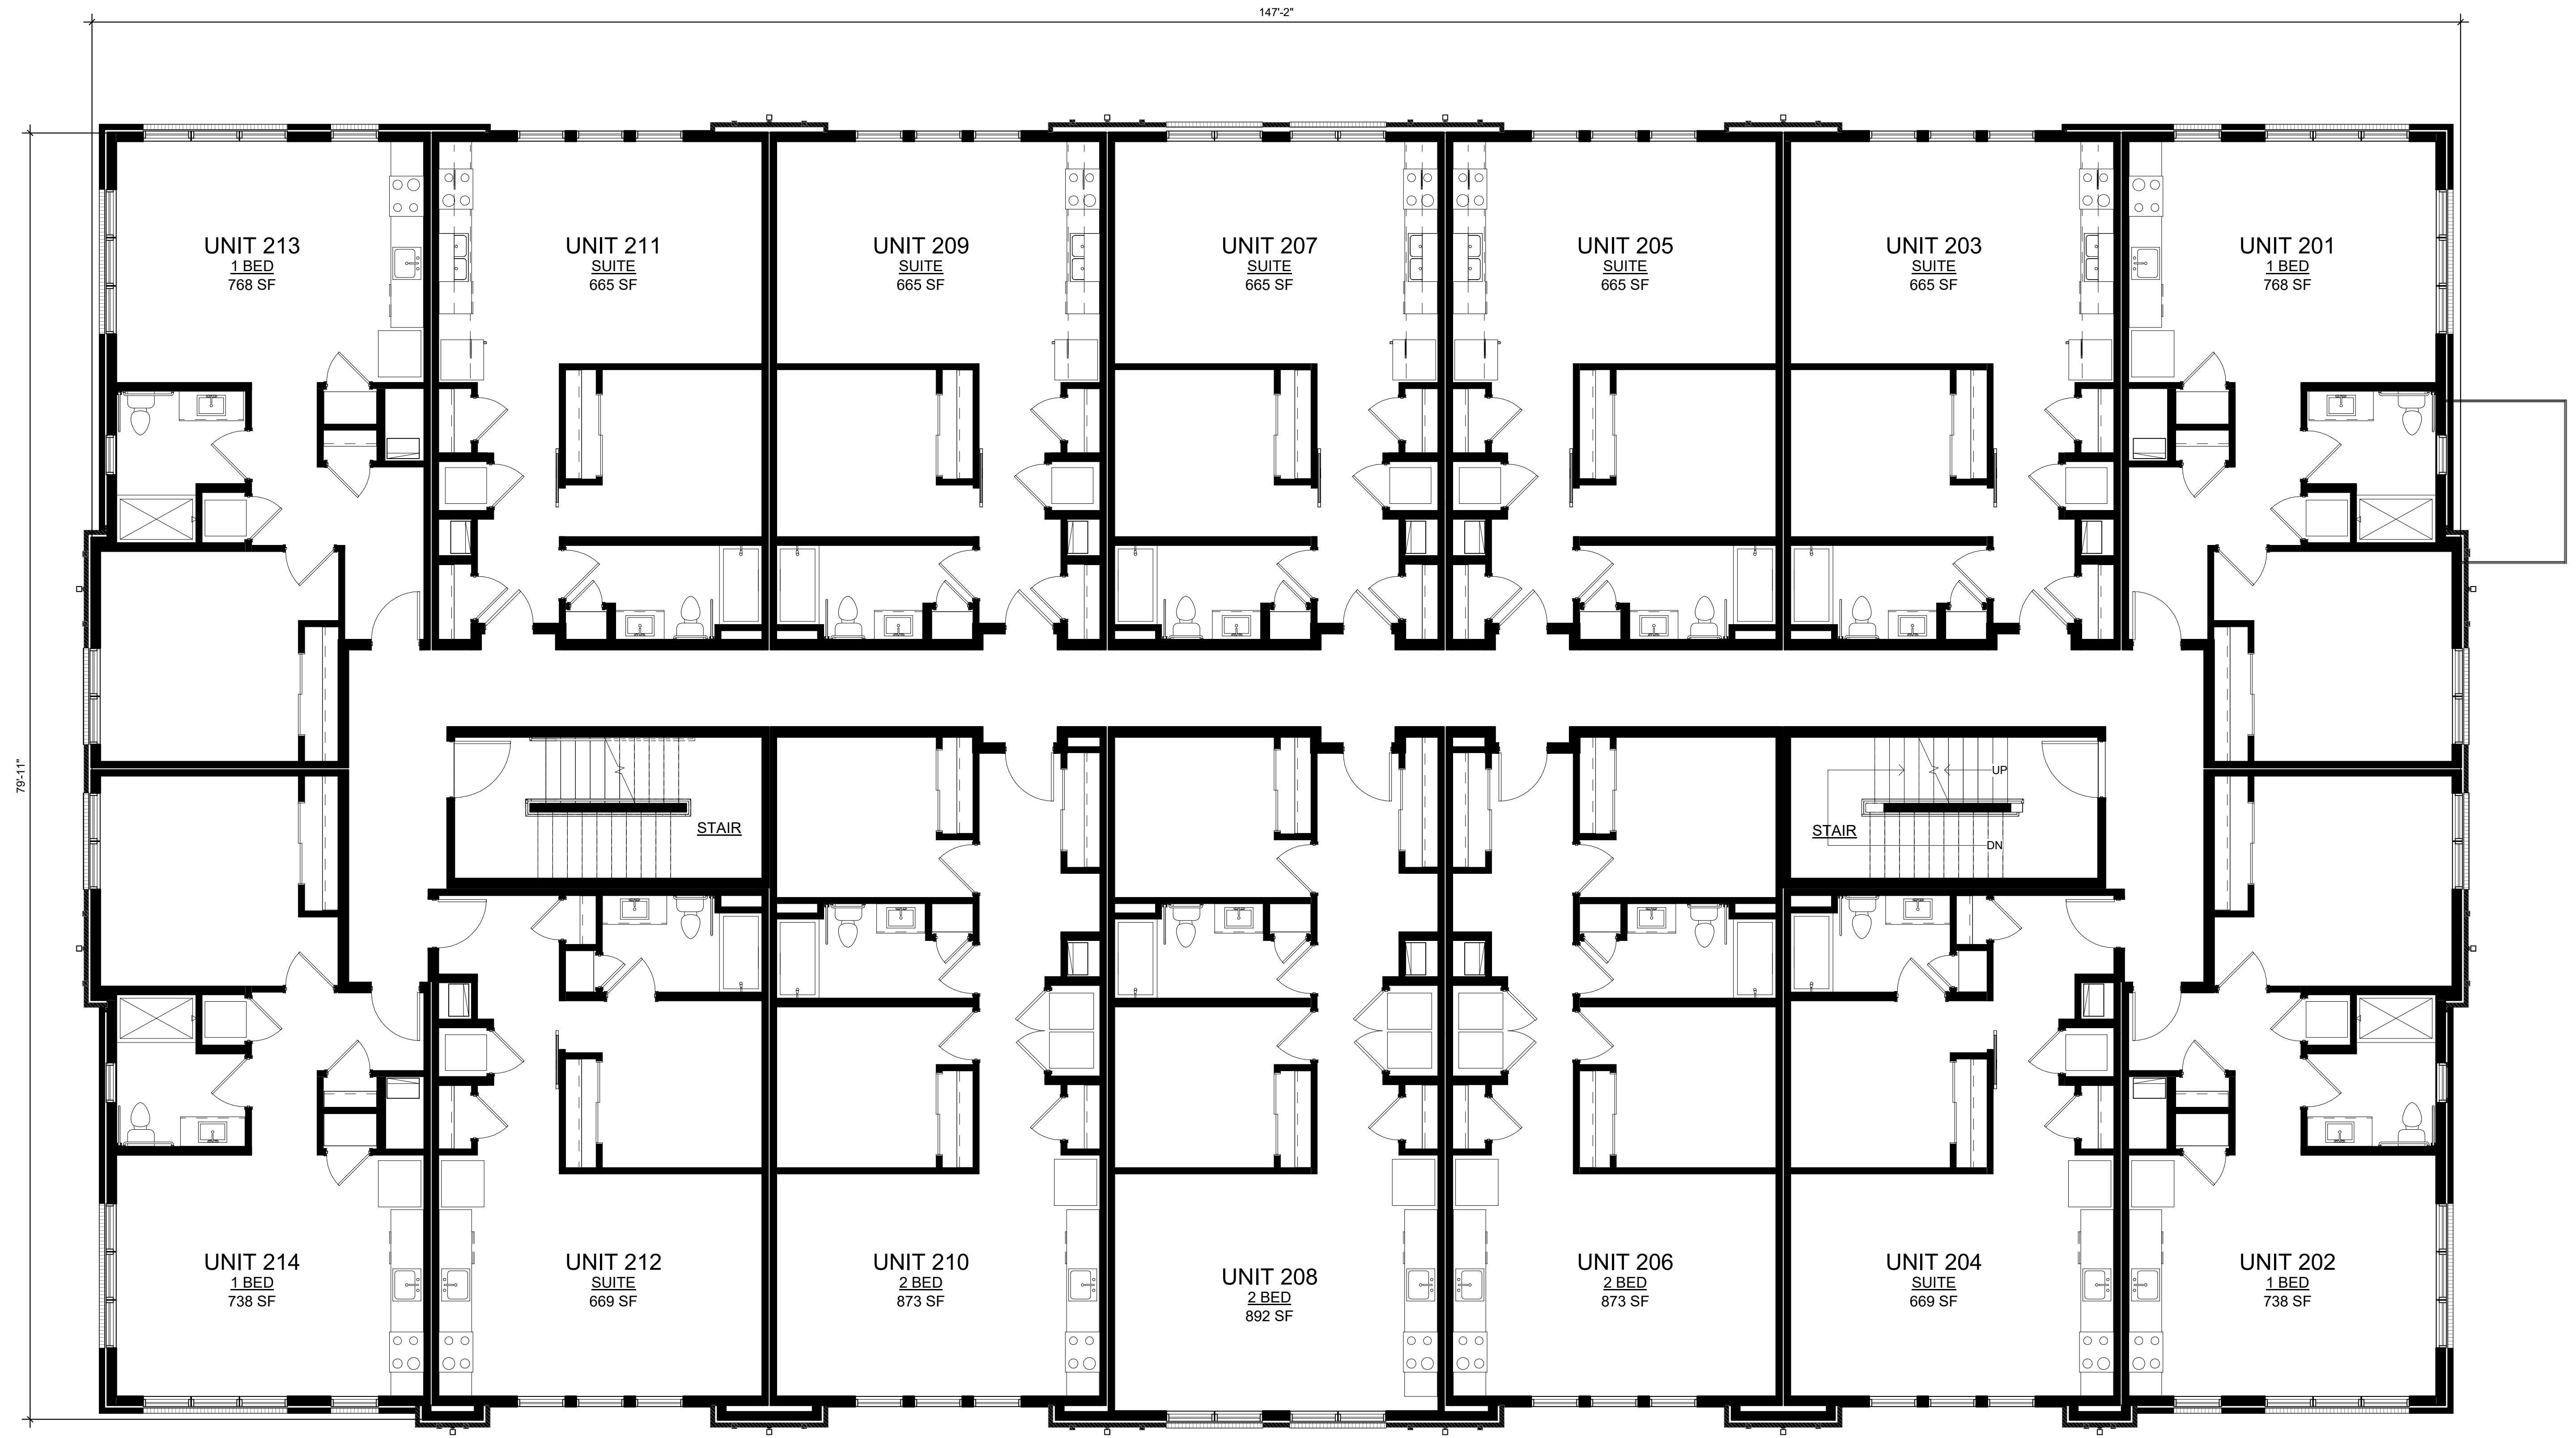 147'-2"
UNIT 213
1 BED
768 SF
UNIT 211
SUITE
665 SF
UNIT 209
SUITE
665 SF
UNIT 207
SUITE
665 SF
UNIT 205
SUITE
665 SF
UNIT 203
SUITE
665 SF
UNIT 201
1 BED
768 SF
79'-11"
STAIR
UP
STAIR
DN
UNIT 214
1 BED
738 SF
UNIT 212
SUITE
669 SF
UNIT 210
2 BED
873 SF
UNIT 208
2 BED
892 SF
UNIT 206
2 BED
873 SF
UNIT 204
SUITE
669 SF
UNIT 202
1 BED
738 SF